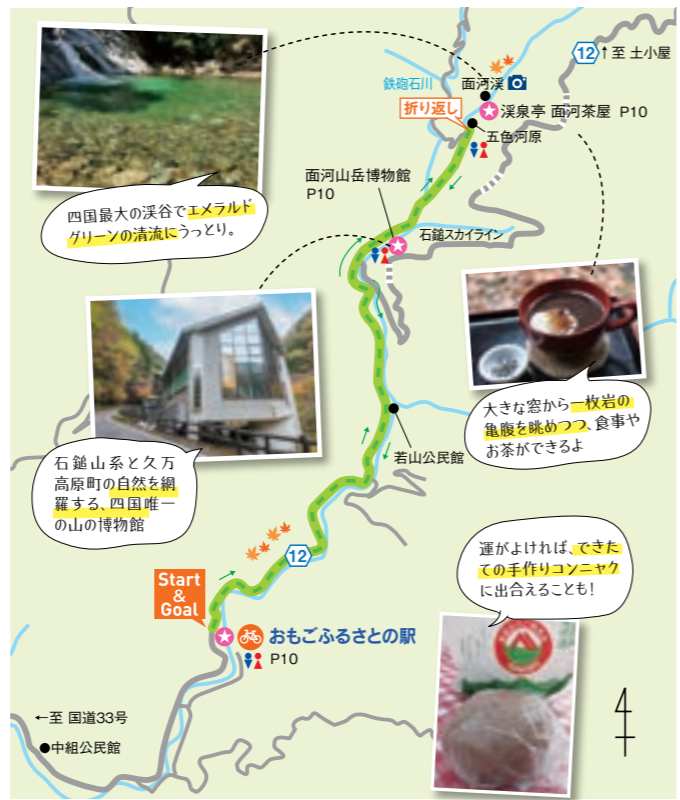 12
↑至 土小屋
鉄砲石川
面河渓
折り返し
渓泉亭 面河茶屋 P10
五色河原
面河山岳博物館
P10
四国最大の渓谷でエメラルド
グリーンの清流にうっとり。
石鎚スカイライン
大きな窓から一枚岩の
亀腹を眺めつつ、食事や
お茶ができるよ
若山公民館
石鎚山系と久万
高原町の自然を網
羅する、四国唯一
の山の博物館
12
運がよければ、できた
ての手作りコンニャク
に出合えることも!
Start
&
Goal
おもごふるさとの駅
P10
←至 国道33号
中組公民館
4